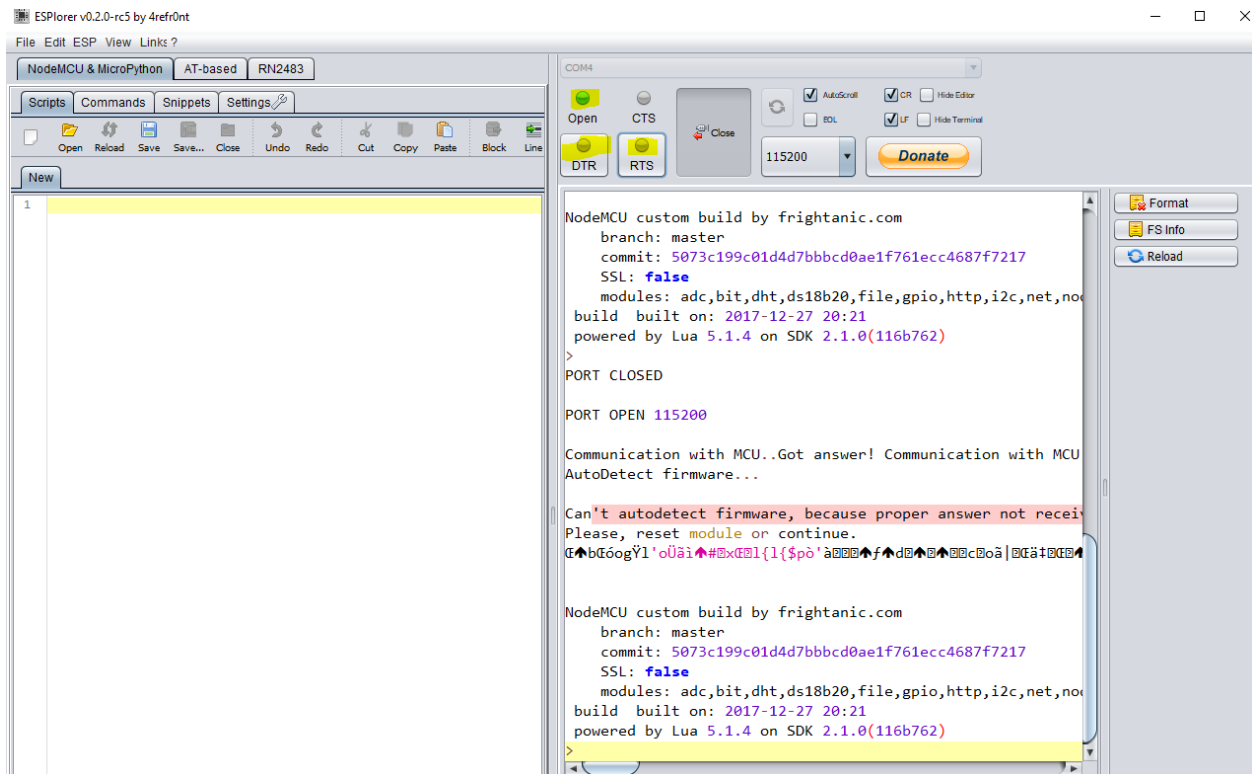 ESPlorer v0.2.0-rc5 by 4refr0nt
File Edit ESP View Links ?
NodeMCU & MicroPython AT-based RN2483
Scripts Commands Snippets Settings
Open Reload Save Save... Close Undo Redo Cut Copy Paste Block Line
New
1
COM4
Open CTS Close AutoScroll CR Hide Editor
EOL LF Hide Terminal
DTR RTS 115200 Donate
NodeMCU custom build by frightanic.com
branch: master
commit: 5073c199c01d4d7bbbcd0ae1f761ecc4687f7217
SSL: false
modules: adc,bit,dht,ds18b20,file,gpio,http,i2c,net,
build built on: 2017-12-27 20:21
powered by Lua 5.1.4 on SDK 2.1.0(116b762)
>
PORT CLOSED
PORT OPEN 115200
Communication with MCU..Got answer! Communication with MCU
AutoDetect firmware...
Can't autodetect firmware, because proper answer not
Please, reset module or continue.
NodeMCU custom build by frightanic.com
branch: master
commit: 5073c199c01d4d7bbbcd0ae1f761ecc4687f7217
SSL: false
modules: adc,bit,dht,ds18b20,file,gpio,http,i2c,net,
build built on: 2017-12-27 20:21
powered by Lua 5.1.4 on SDK 2.1.0(116b762)
>
Format
FS Info
Reload